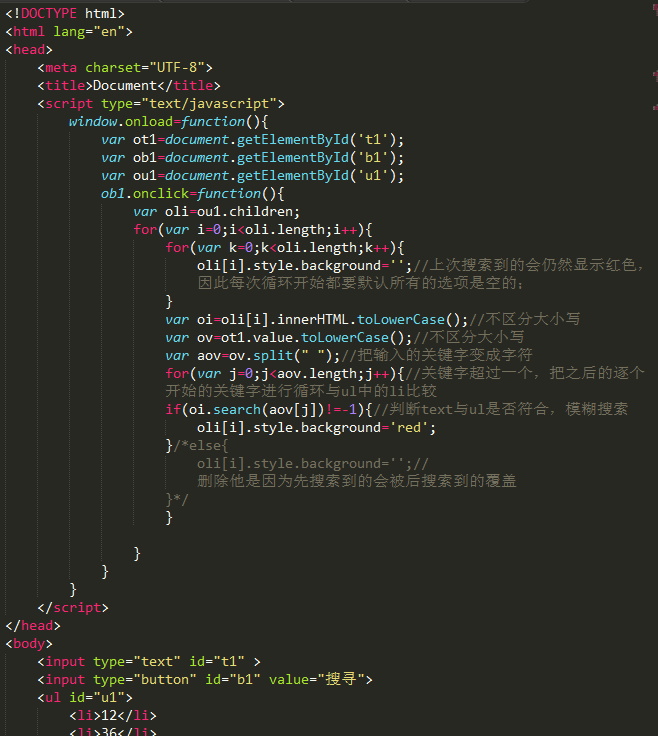 <!DOCTYPE html>
<html lang="en">
<head>
    <meta charset="UTF-8">
    <title>Document</title>
    <script type="text/javascript">
        window.onload=function(){
            var ot1=document.getElementById('t1');
            var ob1=document.getElementById('b1');
            var ou1=document.getElementById('u1');
            ob1.onclick=function(){
                var oli=ou1.children;
                for(var i=0;i<oli.length;i++){
                    for(var k=0;k<oli.length;k++){
                        oli[i].style.background='';//上次搜索到的会仍然显示红色，
                        因此每次循环开始都要默认所有的选项是空的；
                    }
                    var oi=oli[i].innerHTML.toLowerCase();//不区分大小写
                    var ov=ot1.value.toLowerCase();//不区分大小写
                    var aov=ov.split(" ");//把输入的关键字变成字符
                    for(var j=0;j<aov.length;j++){//关键字超过一个，把之后的逐个
                    开始的关键字进行循环与ul中的li比较
                    if(oi.search(aov[j])!=-1){//判断text与ul是否符合，模糊搜索
                        oli[i].style.background='red';
                    }/*else{
                        oli[i].style.background='';//
                        删除他是因为先搜索到的会被后搜索到的覆盖
                    }*/
                    }
                }
            }
        }
    </script>
</head>
<body>
    <input type="text" id="t1" >
    <input type="button" id="b1" value="搜寻">
    <ul id="u1">
        <li>12</li>
        <li>36</li>